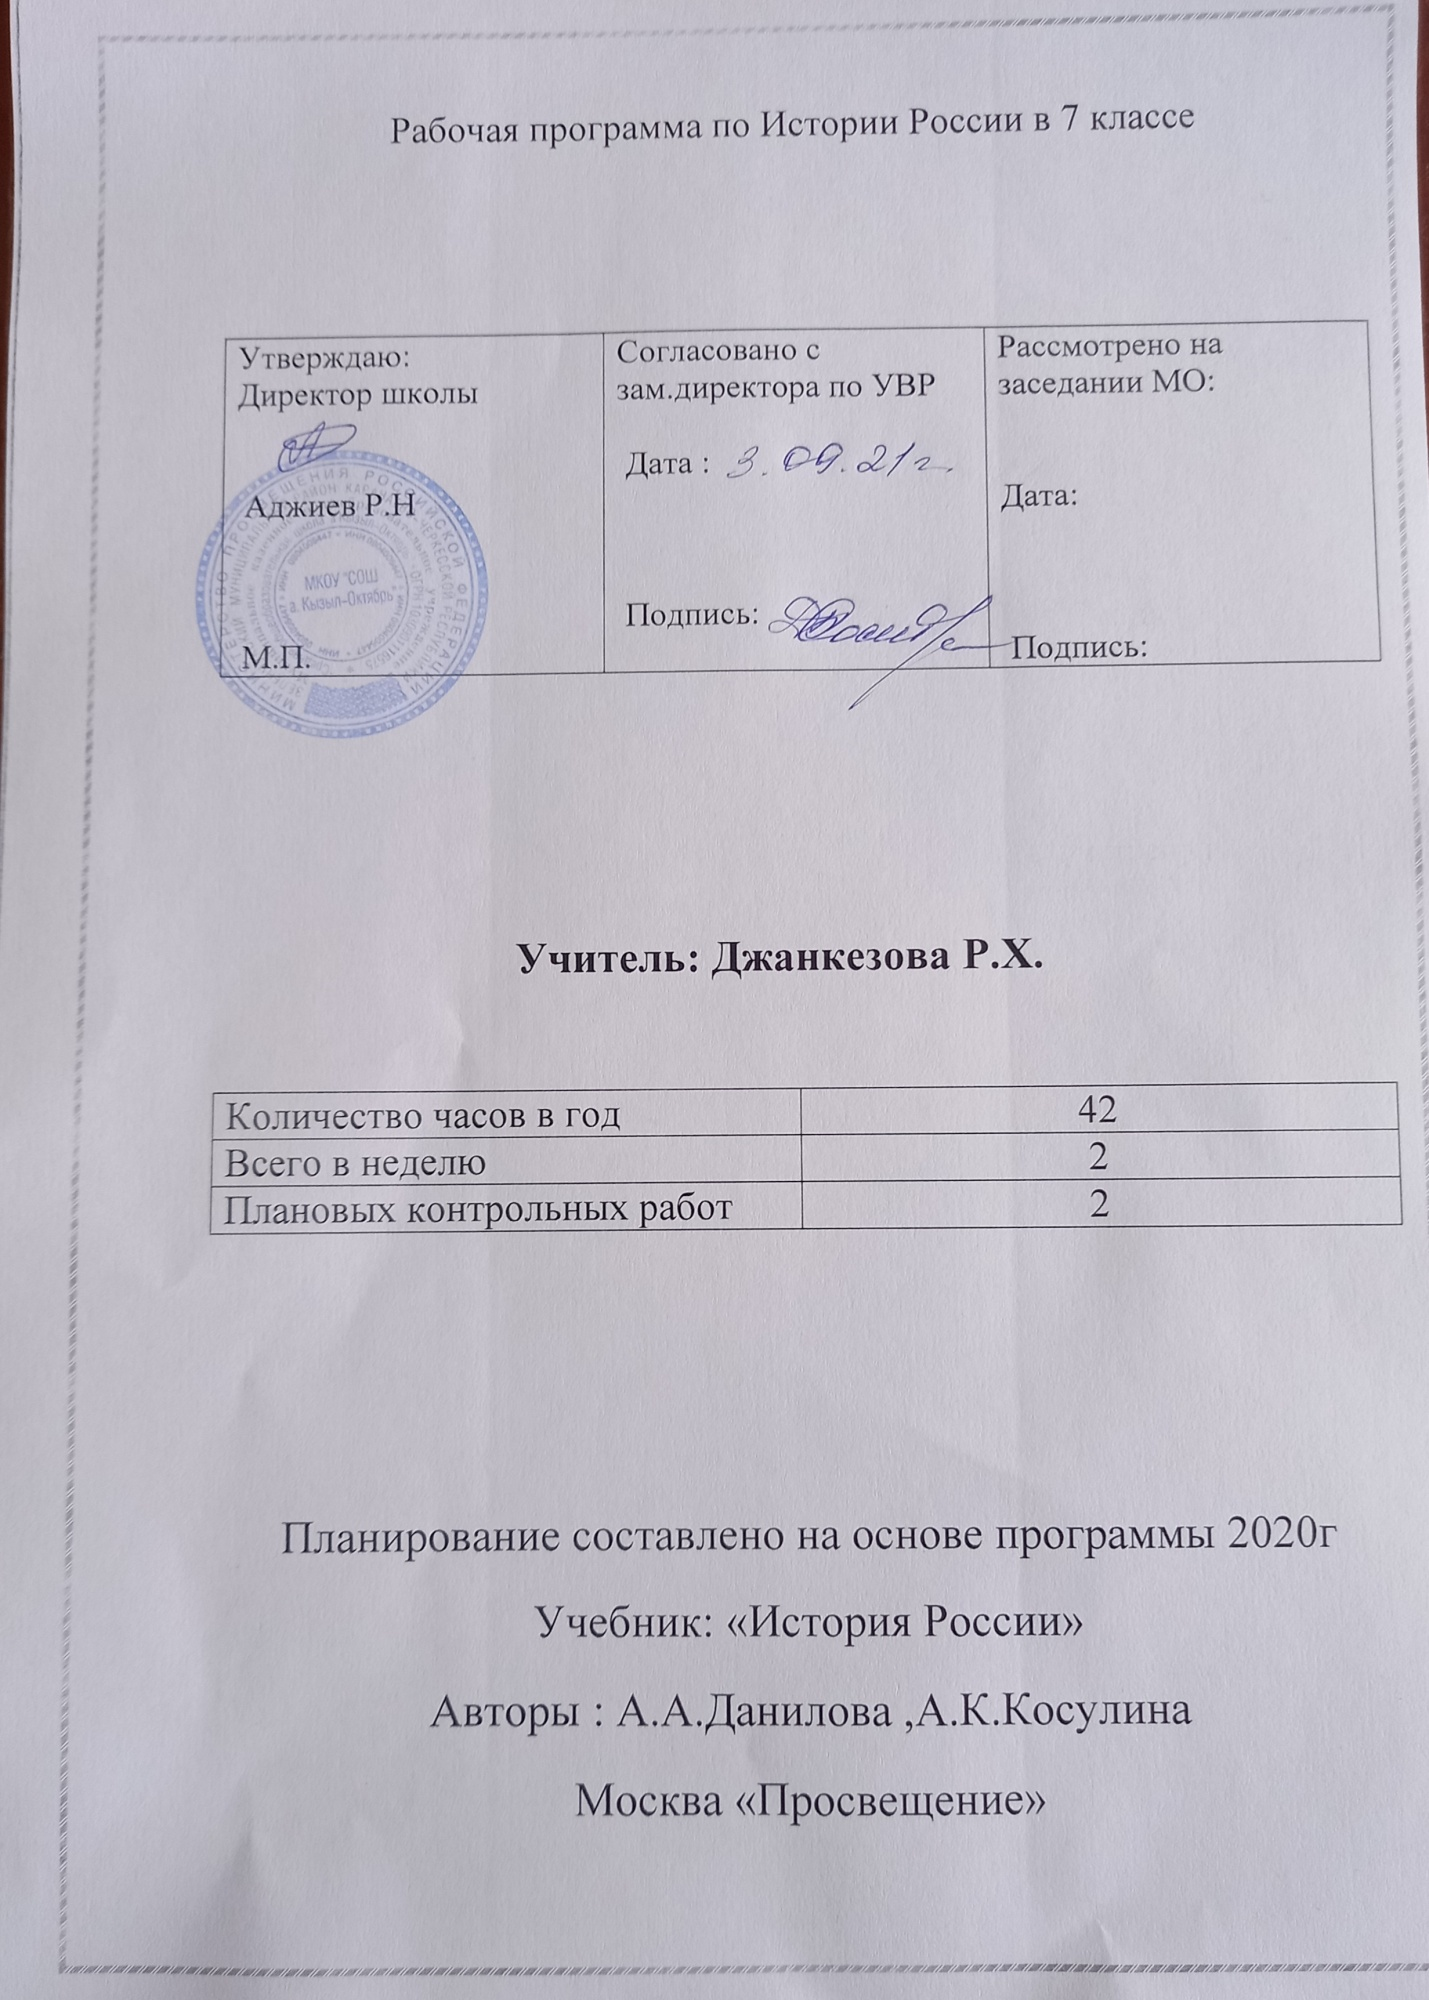 Рабочая программа по Истории России в 7 классе
Утверждаю:
Директор школы
Аджиев Р.Н
М.П.
МКОУ "СОШ
а. Кызыл-Октябрь"
Согласовано с
зам.директора по УВР
Дата : 3.09.21г.
Подпись:
Рассмотрено на
заседании МО:
Дата:
Подпись:
Учитель: Джанкезова Р.Х.
Количество часов в год 42
Всего в неделю 2
Плановых контрольных работ 2
Планирование составлено на основе программы 2020г
Учебник: «История России»
Авторы : А.А.Данилова ,А.К.Косулина
Москва «Просвещение»